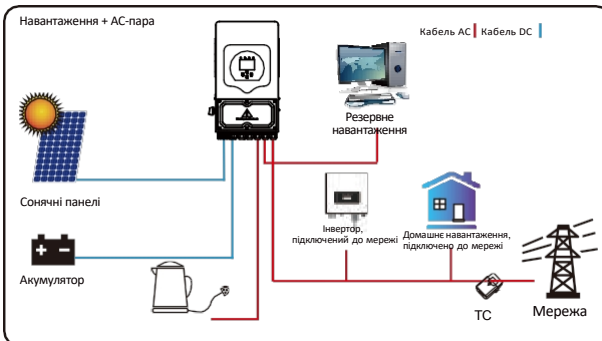 Навантаження + АС-пара
Кабель АС
Кабель DC
Резервне
навантаження
Сонячні панелі
Інвертор,
підключений до мережі
Домашнє навантаження,
підключено до мережі
Акумулятор
ТС
Мережа